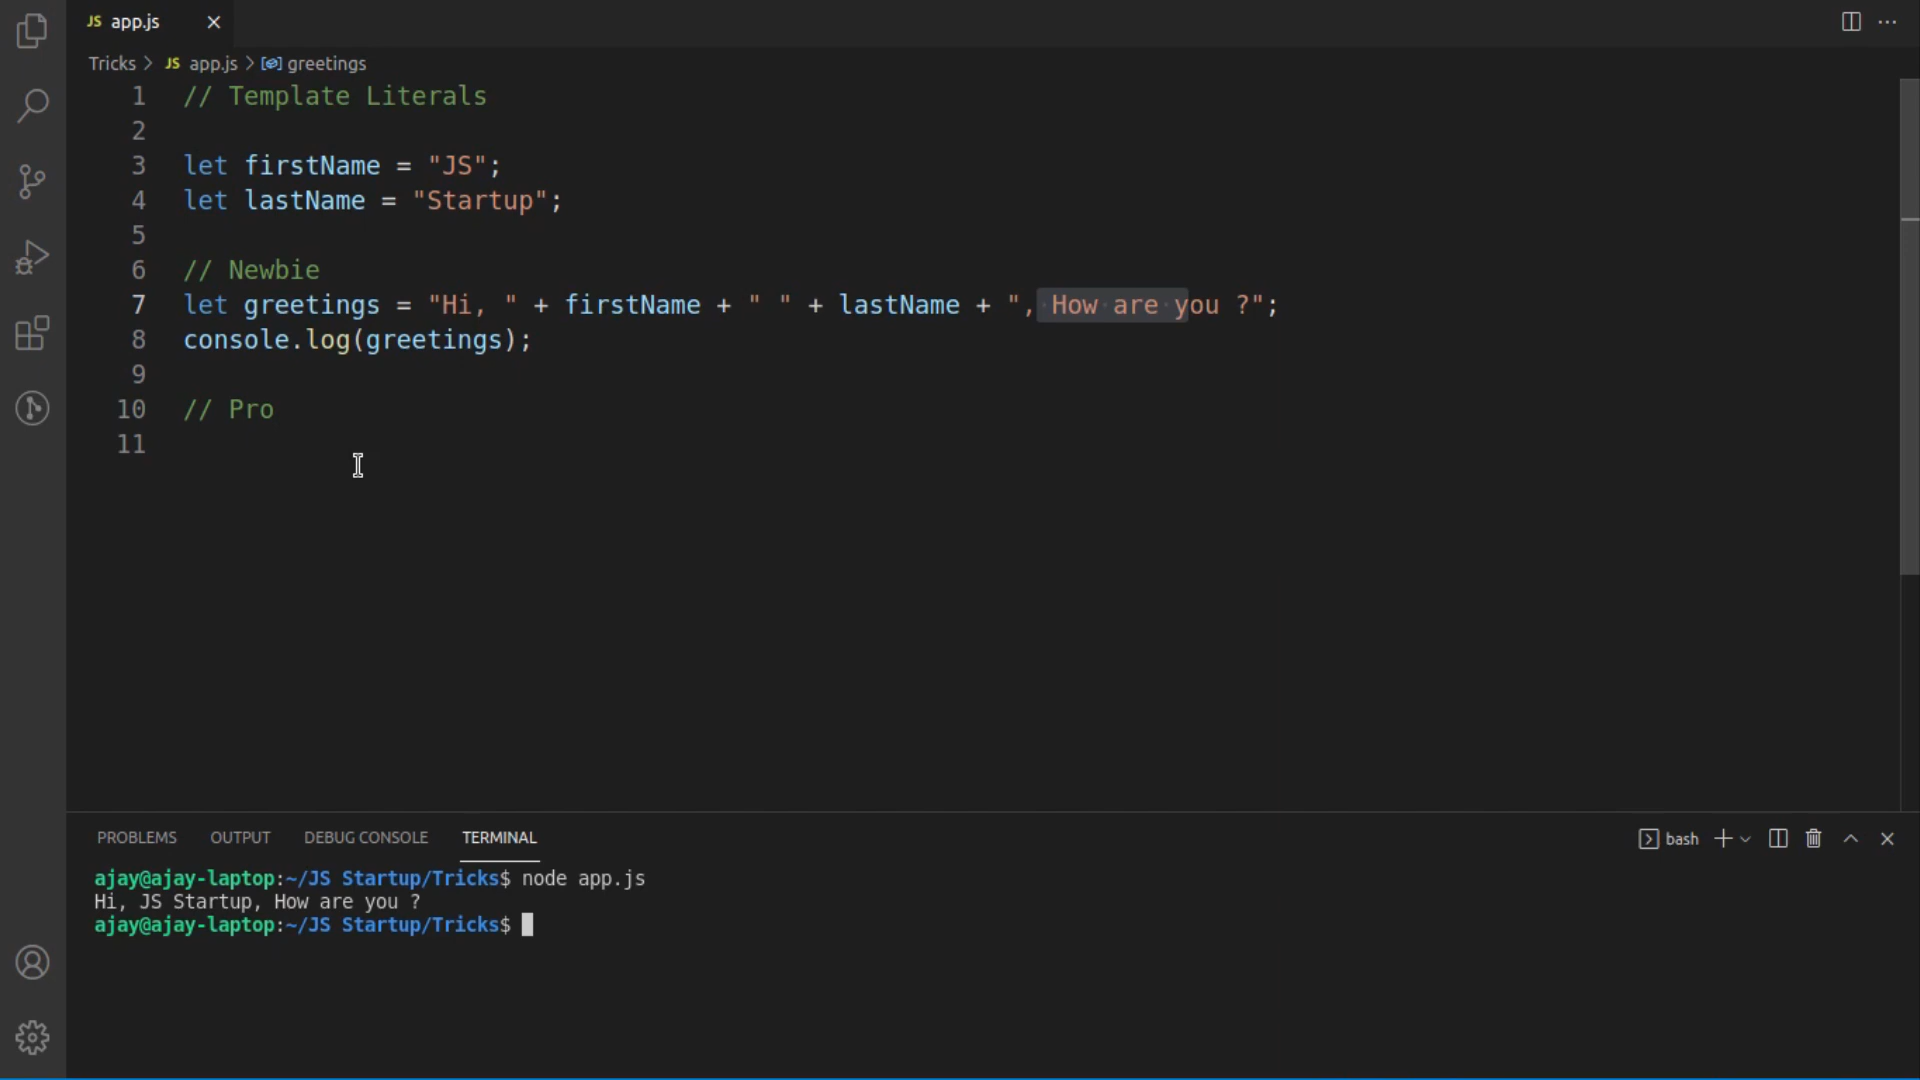 JS app.js
Tricks > JS app.js > greetings
1 // Template Literals
2
3 let firstName = "JS";
4 let lastName = "Startup";
5
6 // Newbie
7 let greetings = "Hi, " + firstName + " " + lastName + ", How are you ?";
8 console.log(greetings);
9
10 // Pro
11
PROBLEMS OUTPUT DEBUG CONSOLE TERMINAL bash
ajay@ajay-laptop:~/JS Startup/Tricks$ node app.js
Hi, JS Startup, How are you ?
ajay@ajay-laptop:~/JS Startup/Tricks$